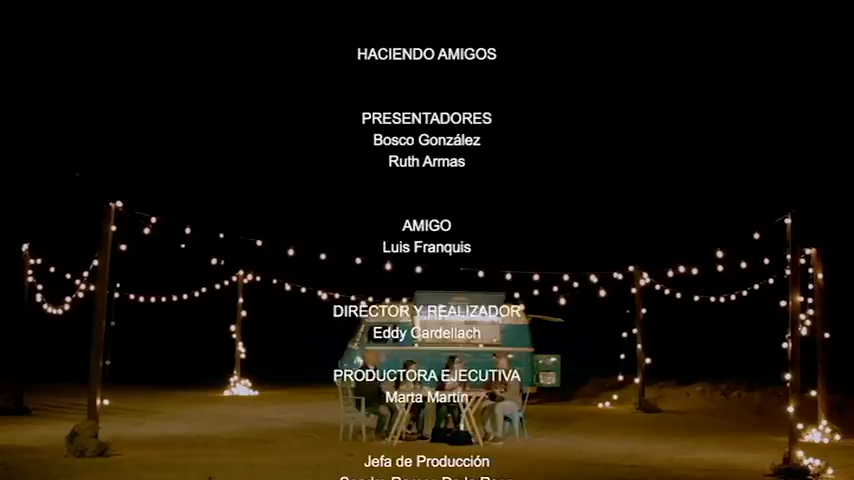 HACIENDO AMIGOS
PRESENTADORES
Bosco González
Ruth Armas
AMIGO
Luis Franquis
DIRECTOR Y REALIZADOR
Eddy Cardellach
PRODUCTORA EJECUTIVA
Marta Martín
Jefa de Producción